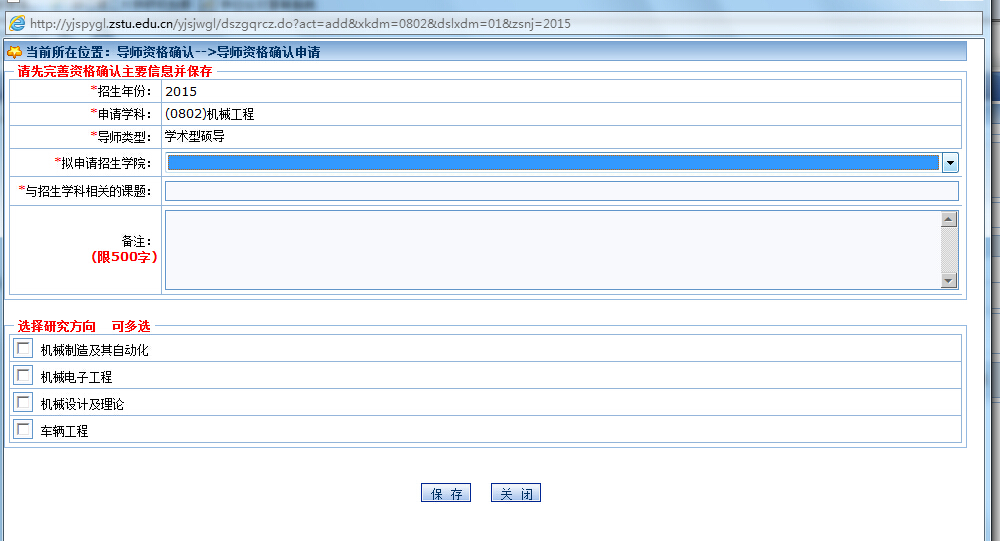 http://yjspygl.zstu.edu.cn/yjsjwgl/dszgqrcz.do?act=add&xkdm=0802&dslxdm=01&zsnj=2015
当前所在位置：导师资格确认-->导师资格确认申请
请先完善资格确认主要信息并保存
*招生年份： 2015
*申请学科： (0802)机械工程
*导师类型： 学术型硕导
*拟申请招生学院：
*与招生学科相关的课题：
备注：
(限500字)
选择研究方向 可多选
机械制造及其自动化
机械电子工程
机械设计及理论
车辆工程
保 存 关 闭